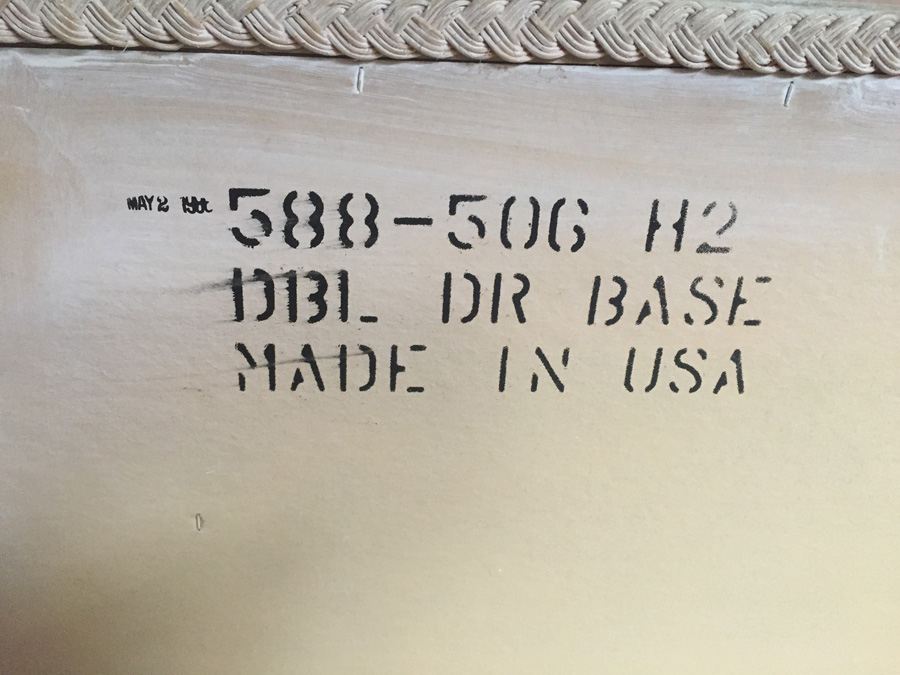 MAY 2 588-506 H2
DBL DR BASE
MADE IN USA